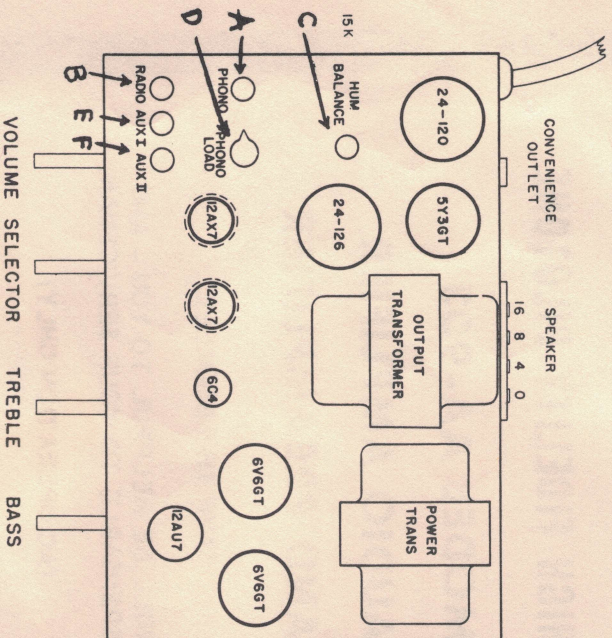 CONVENIENCE
OUTLET
SPEAKER
16 8 4 0
24-120
5Y3GT
OUTPUT
TRANSFORMER
POWER
TRANS
15K
HUM
BALANCE
24-126
C
A
D
PHONO
PHONO
LOAD
12AX7
12AX7
6C4
6V6GT
6V6GT
12AU7
RADIO AUX I AUX II
B
E
F
VOLUME SELECTOR TREBLE BASS